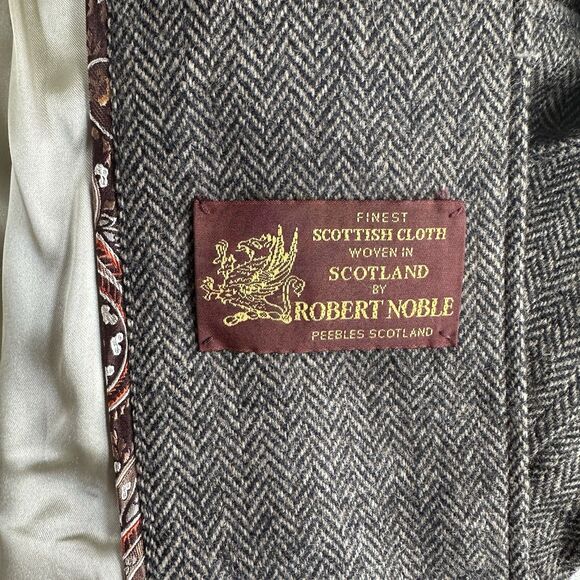 FINEST
SCOTTISH CLOTH
WOVEN IN
SCOTLAND
BY
ROBERT NOBLE
PEEBLES SCOTLAND